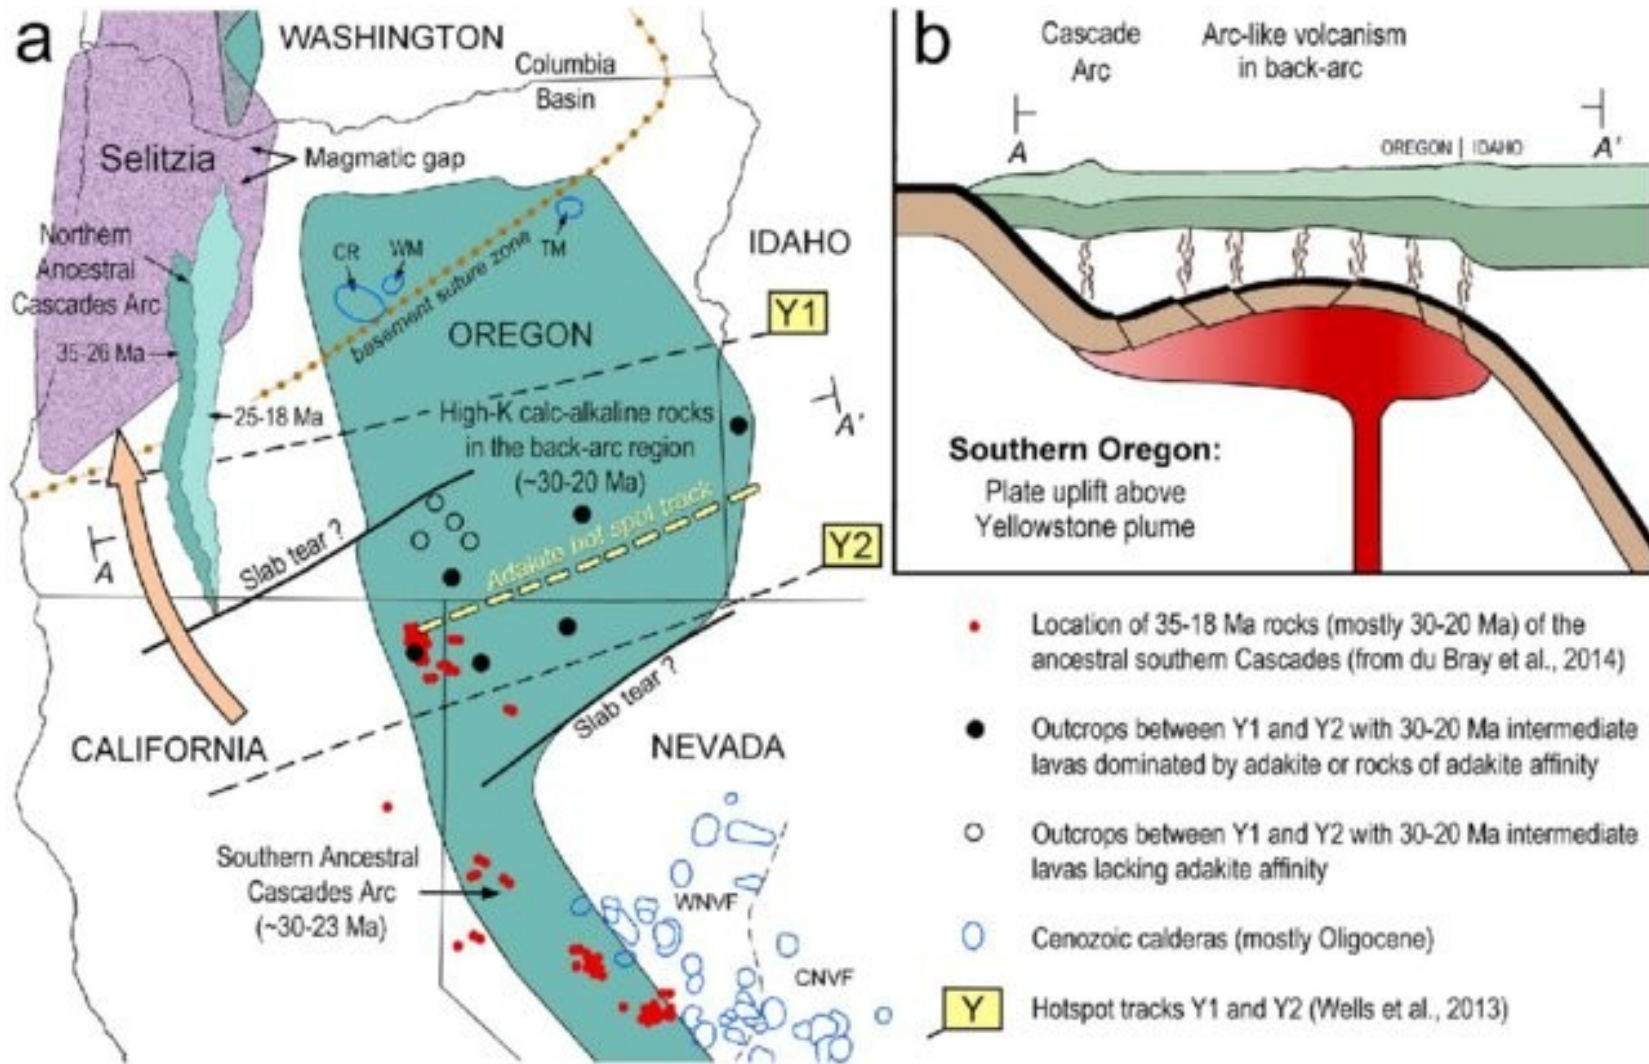 a
WASHINGTON
Columbia
Basin
Selitzia
Magmatic gap
Northern
Ancestral
Cascades Arc
35-26 Ma
25-18 Ma
CR
WM
TM
basement suture zone
IDAHO
OREGON
Y1
High-K calc-alkaline rocks
in the back-arc region
(~30-20 Ma)
A'
Adakite hot spot track
Slab tear ?
A
Y2
Slab tear ?
CALIFORNIA
NEVADA
Southern Ancestral
Cascades Arc
(~30-23 Ma)
WNVF
CNVF
b
Cascade
Arc
Arc-like volcanism
in back-arc
A
A'
OREGON | IDAHO
Southern Oregon:
Plate uplift above
Yellowstone plume
Location of 35-18 Ma rocks (mostly 30-20 Ma) of the
ancestral southern Cascades (from du Bray et al., 2014)
Outcrops between Y1 and Y2 with 30-20 Ma intermediate
lavas dominated by adakite or rocks of adakite affinity
Outcrops between Y1 and Y2 with 30-20 Ma intermediate
lavas lacking adakite affinity
Cenozoic calderas (mostly Oligocene)
Y
Hotspot tracks Y1 and Y2 (Wells et al., 2013)